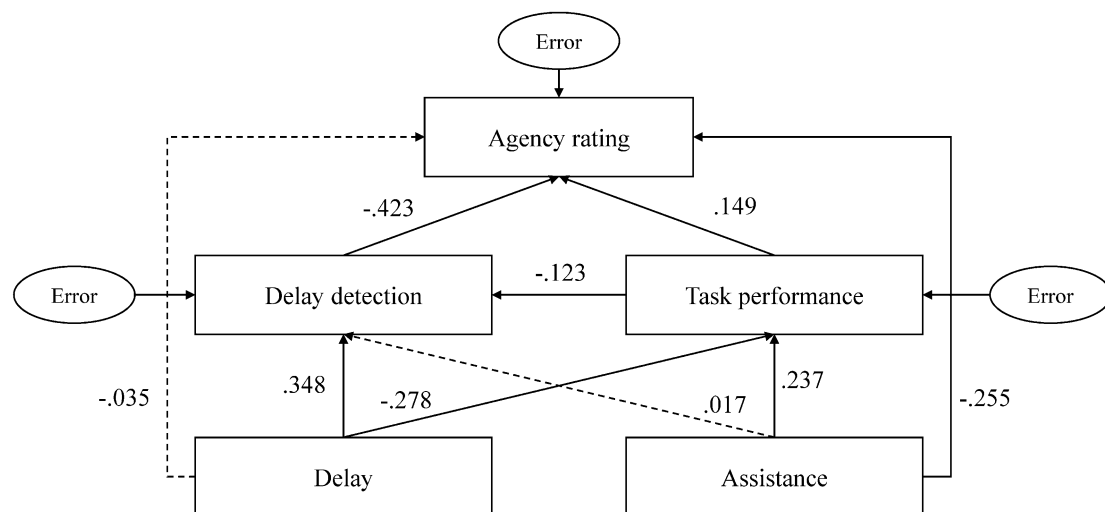 Error
Agency rating
-.423
.149
Error
Delay detection
-.123
Task performance
Error
-.035
.348
-.278
.017
.237
-.255
Delay
Assistance